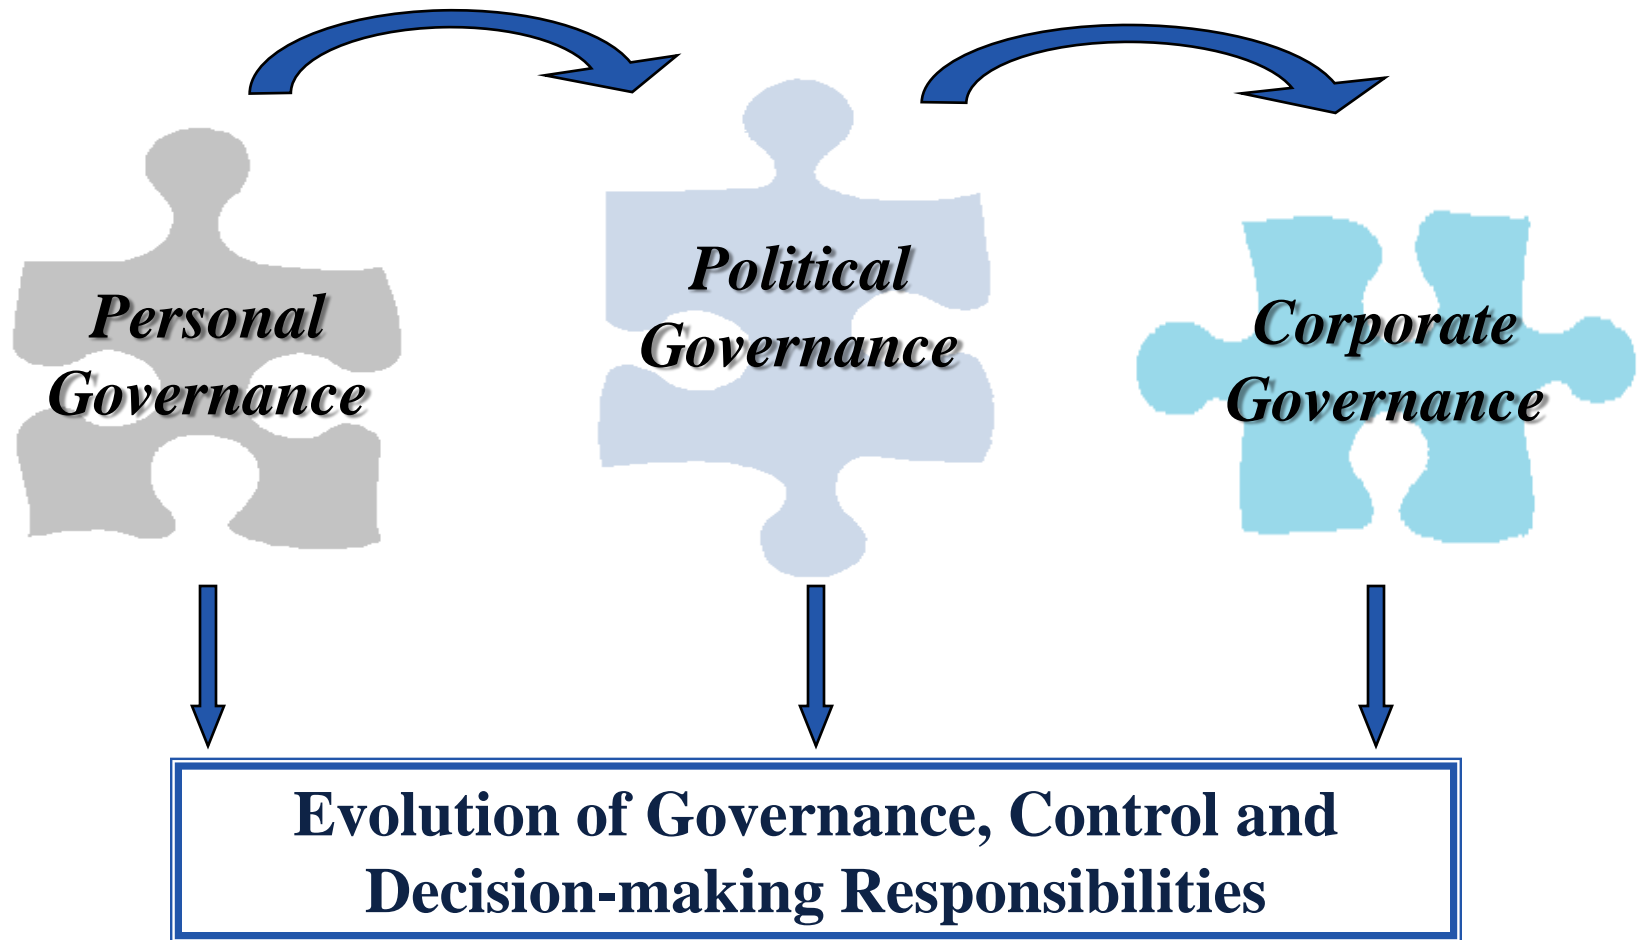 Personal
Governance
Political
Governance
Corporate
Governance
Evolution of Governance, Control and
Decision-making Responsibilities